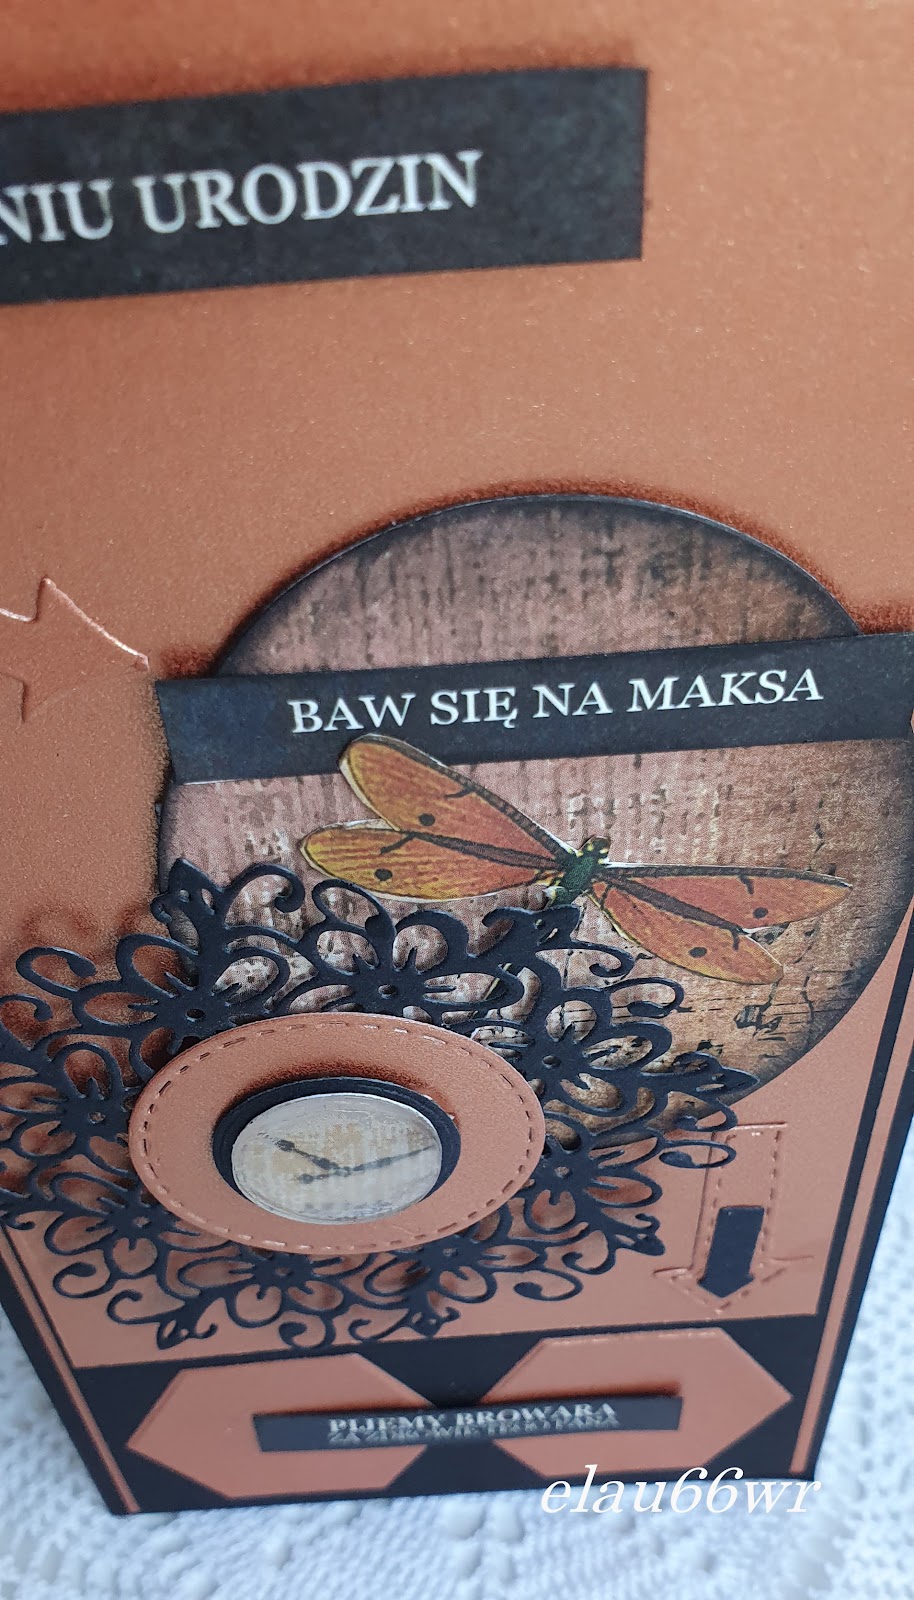 NIU URODZIN
BAW SIĘ NA MAKSA
PIJEMY BROWARA
elau66wr